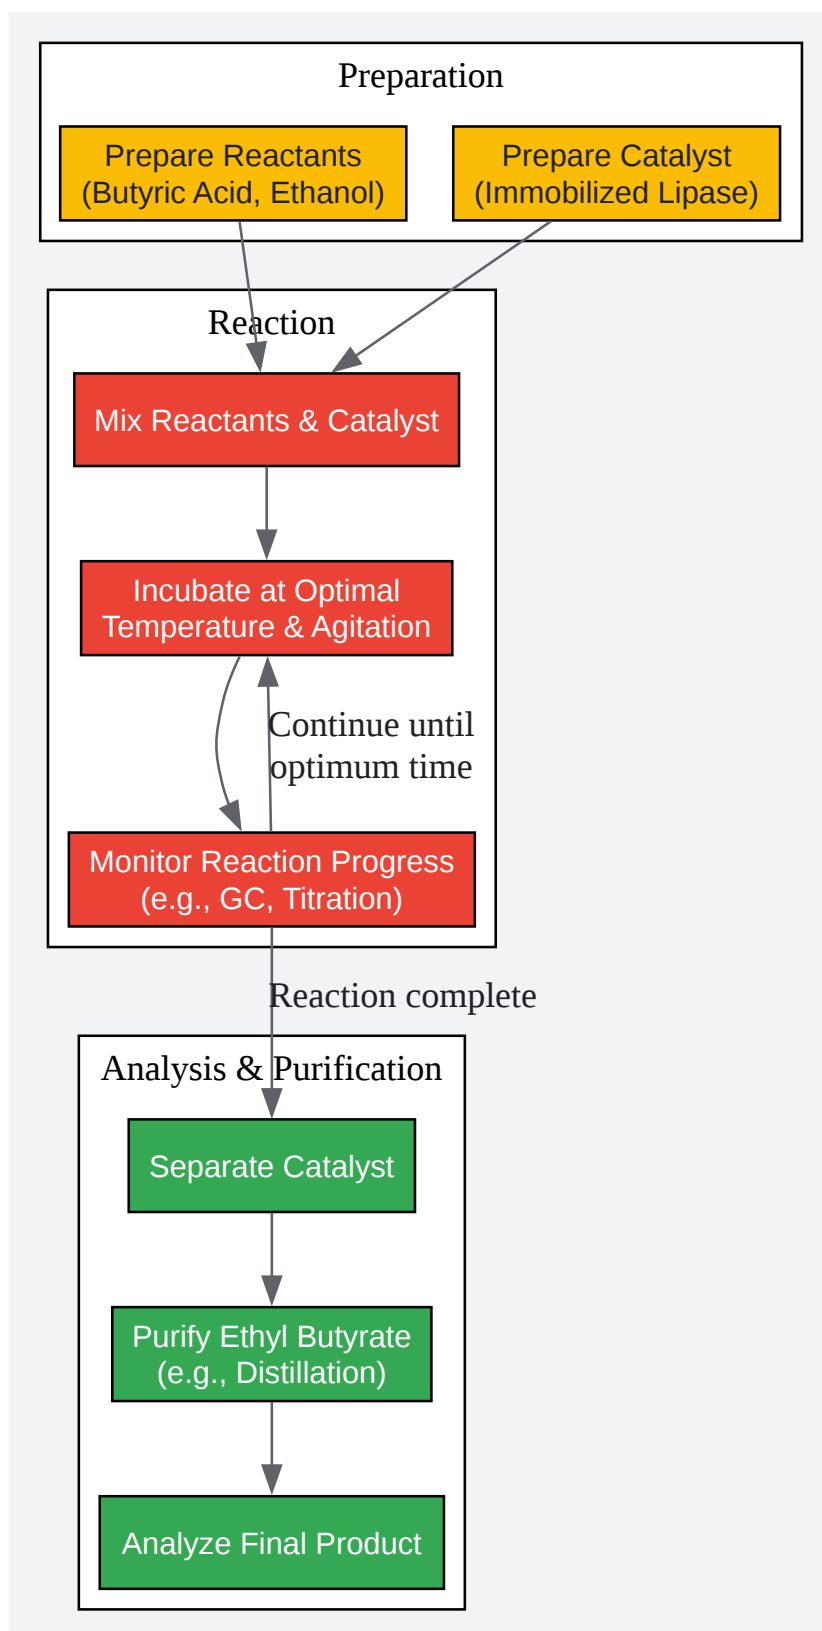 Preparation
Prepare Reactants
(Butyric Acid, Ethanol)
Prepare Catalyst
(Immobilized Lipase)
Reaction
Mix Reactants & Catalyst
Incubate at Optimal
Temperature & Agitation
Continue until
optimum time
Monitor Reaction Progress
(e.g., GC, Titration)
Reaction complete
Analysis & Purification
Separate Catalyst
Purify Ethyl Butyrate
(e.g., Distillation)
Analyze Final Product